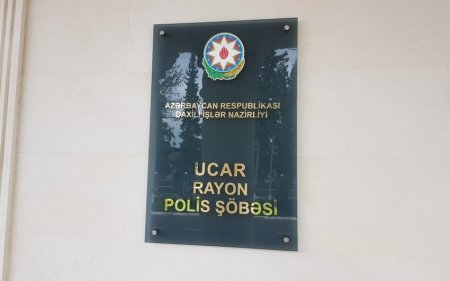 AZƏRBAYCAN RESPUBLİKASI
DAXİLİ İŞLƏR NAZİRLİYİ
UCAR
RAYON
POLİS ŞÖBƏSİ